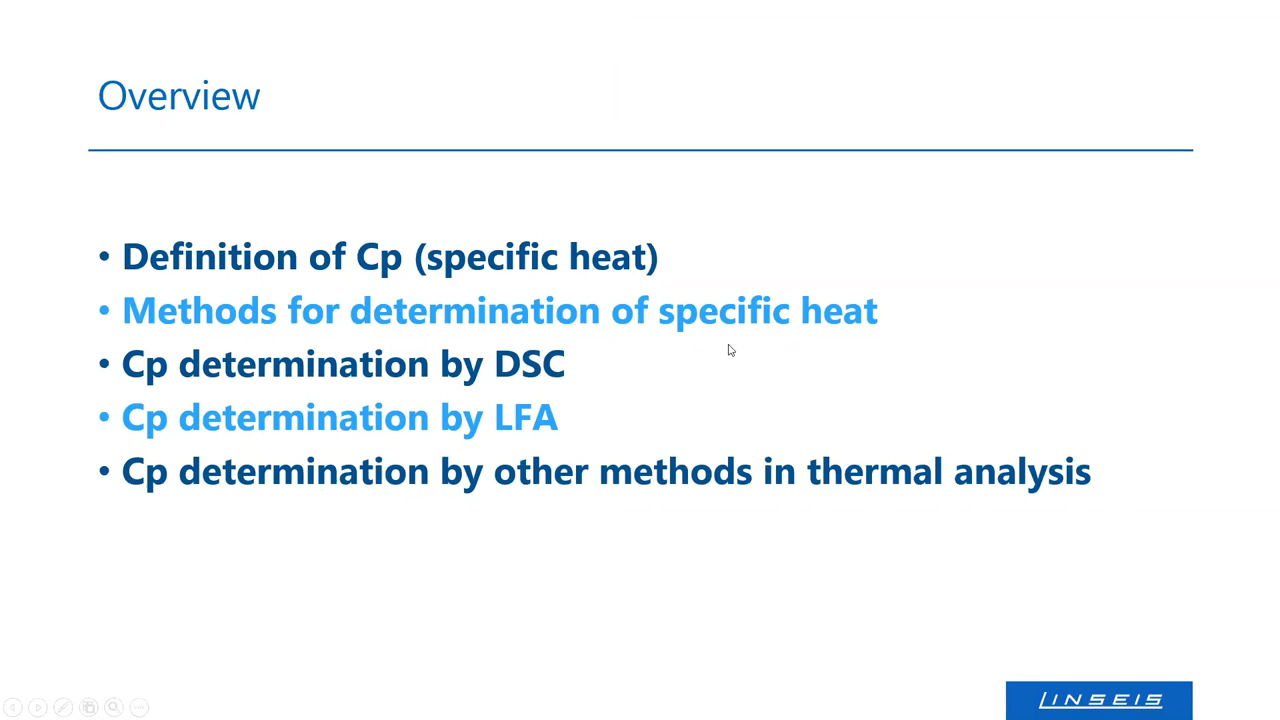 Overview
• Definition of Cp (specific heat)
• Methods for determination of specific heat
• Cp determination by DSC
• Cp determination by LFA
• Cp determination by other methods in thermal analysis
LINSEIS